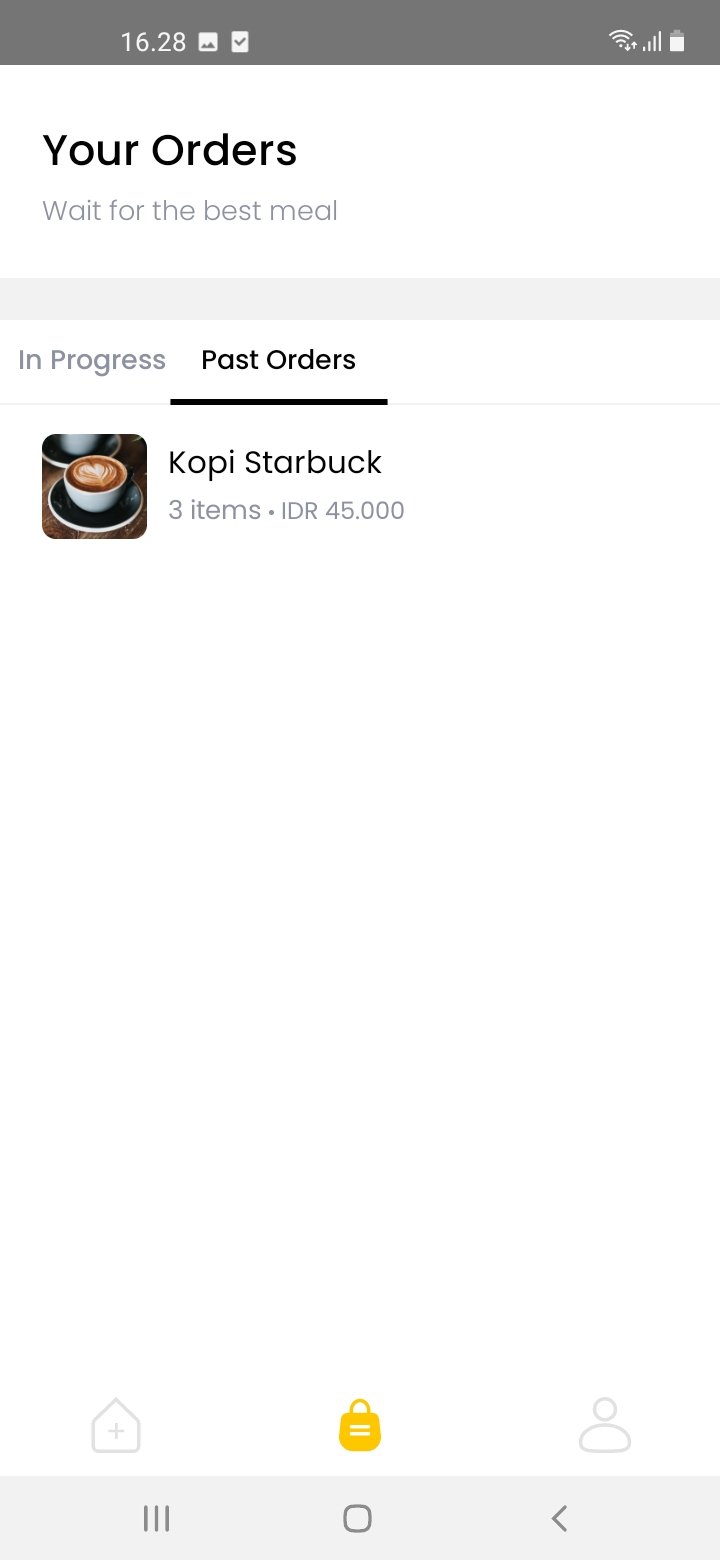 16.28
Your Orders
Wait for the best meal
In Progress Past Orders
Kopi Starbuck
3 items • IDR 45.000